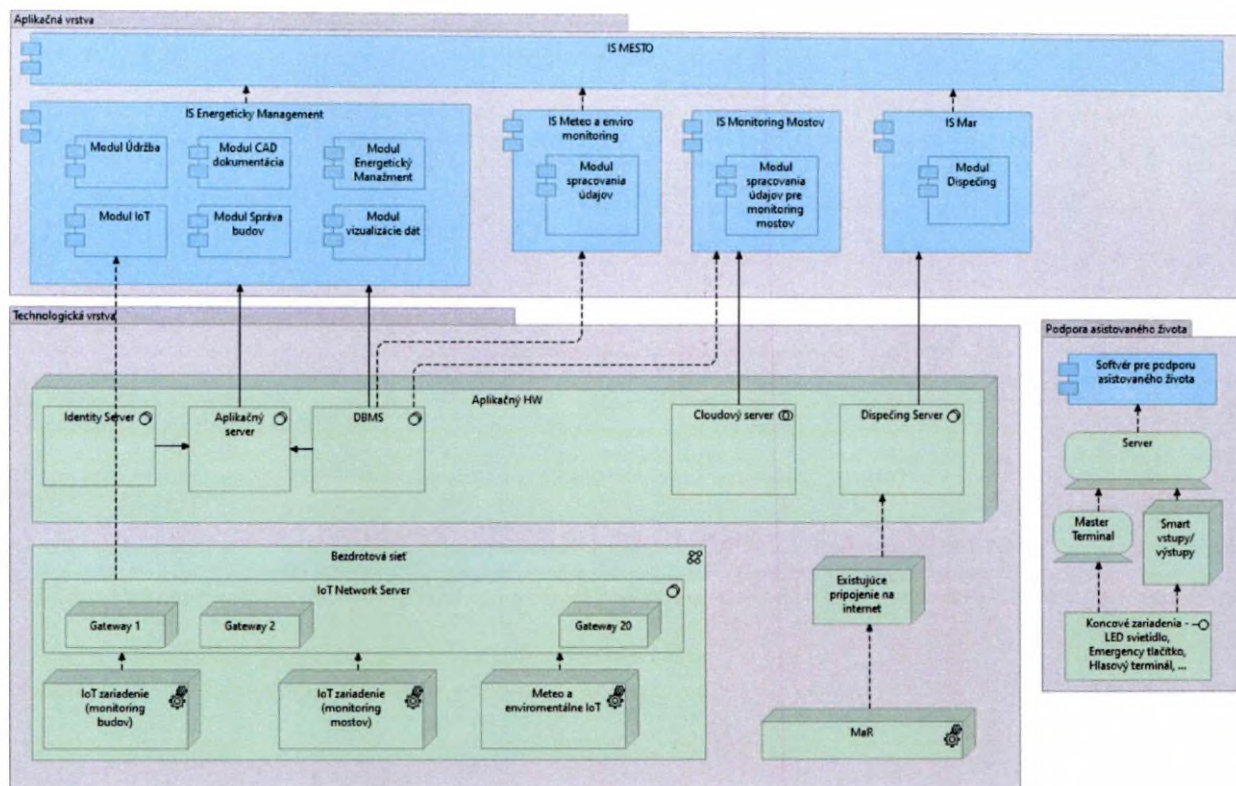 Aplikačná vrstva
IS MESTO
IS Energeticky Management
Modul Údržba
Modul CAD
dokumentácia
Modul
Energetický
Manažment
Modul IoT
Modul Správa
budov
Modul
vizualizácie dát
IS Meteo a enviro
monitoring
Modul
spracovania
údajov
IS Monitoring Mostov
Modul
spracovania
údajov pre
monitoring
mostov
IS Mar
Modul
Dispečing
Technologická vrstva
Aplikačný HW
Identity Server
Aplikačný
server
DBMS
Cloudový server
Dispečing Server
Bezdrotová sieť
IoT Network Server
Gateway 1
Gateway 2
Gateway 20
IoT zariadenie
(monitoring
budov)
IoT zariadenie
(monitoring
mostov)
Meteo a
enviromentálne IoT
Existujúce
pripojenie na
internet
MaR
Podpora asistovaného života
Softvér pre podporu
asistovaného života
Server
Master
Terminal
Smart
vstupy/
výstupy
Koncové zariadenia -
LED svietidlo,
Emergency tlačítko,
Hlasový terminál, ...